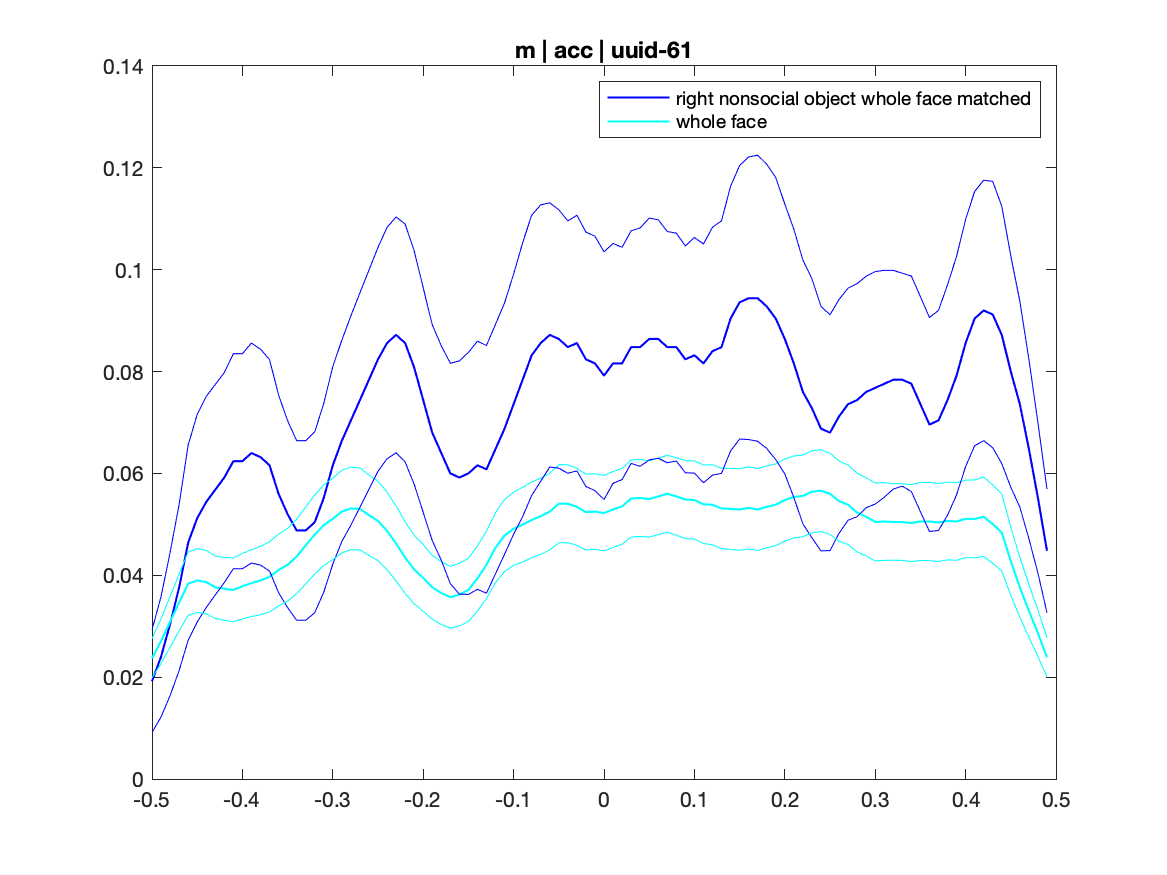 m | acc | uuid-61
0.14
0.12
0.1
0.08
0.06
0.04
0.02
0
right nonsocial object whole face matched
whole face
-0.5 -0.4 -0.3 -0.2 -0.1 0 0.1 0.2 0.3 0.4 0.5